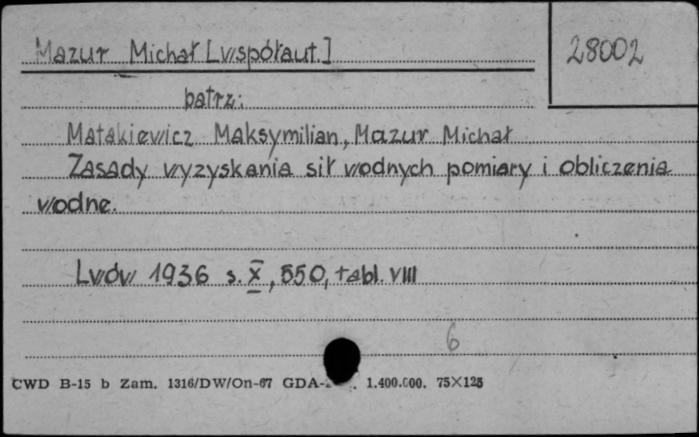 Mazur Michał [współaut.]
28002
patrz:
Matakiewicz Maksymilian, Mazur Michał
Zasady wyzyskania sił wodnych pomiary i obliczenia
wodne.
Lwów 1936 s. X, 550, tabl. VIII
6
CWD B-15 b Zam. 1316/DW/On-67 GDA- 1.400.000. 75X125